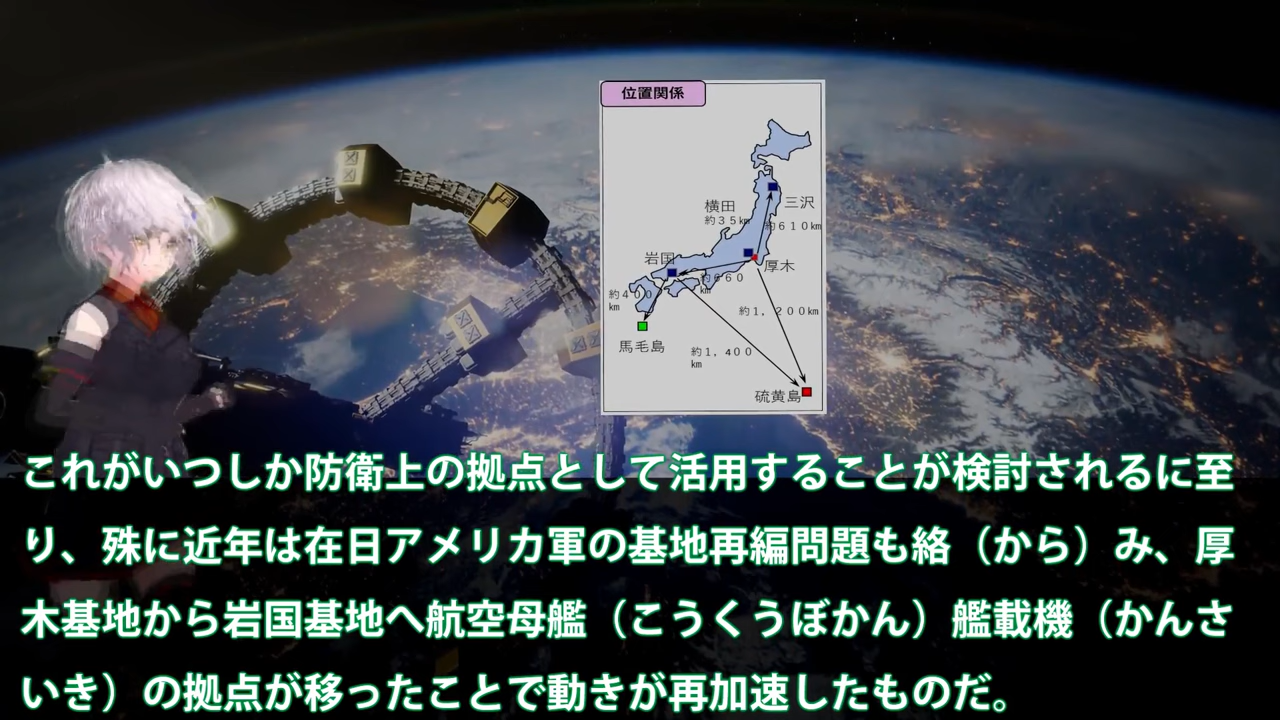 位置関係
横田
約３５km
三沢
約６１０km
岩国
厚木
約６６０
km
約４００
km
約１，２００km
馬毛島
約１，４００
km
硫黄島
これがいつしか防衛上の拠点として活用することが検討されるに至
り、殊に近年は在日アメリカ軍の基地再編問題も絡（から）み、厚
木基地から岩国基地へ航空母艦（こうくうぼかん）艦載機（かんさ
いき）の拠点が移ったことで動きが再加速したものだ。